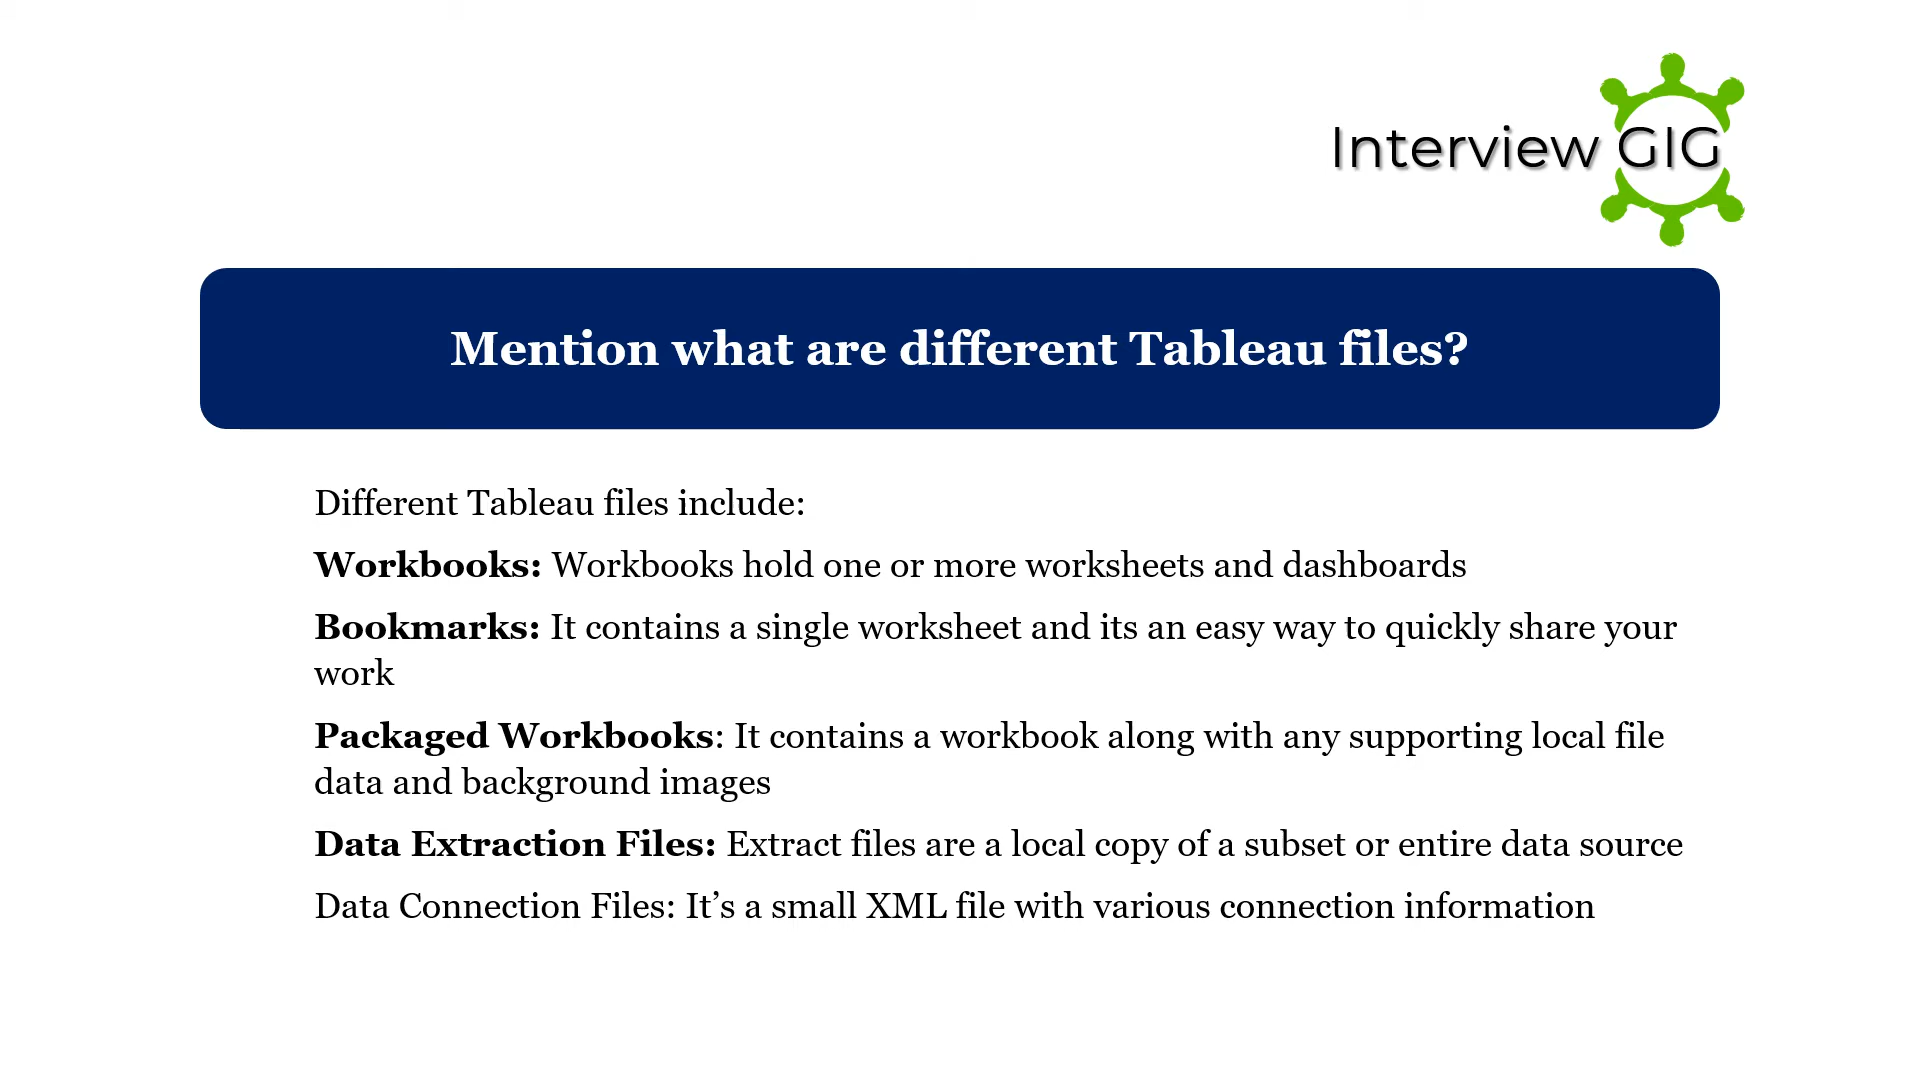 Interview GIG
Mention what are different Tableau files?
Different Tableau files include:
Workbooks: Workbooks hold one or more worksheets and dashboards
Bookmarks: It contains a single worksheet and its an easy way to quickly share your
work
Packaged Workbooks: It contains a workbook along with any supporting local file
data and background images
Data Extraction Files: Extract files are a local copy of a subset or entire data source
Data Connection Files: It’s a small XML file with various connection information